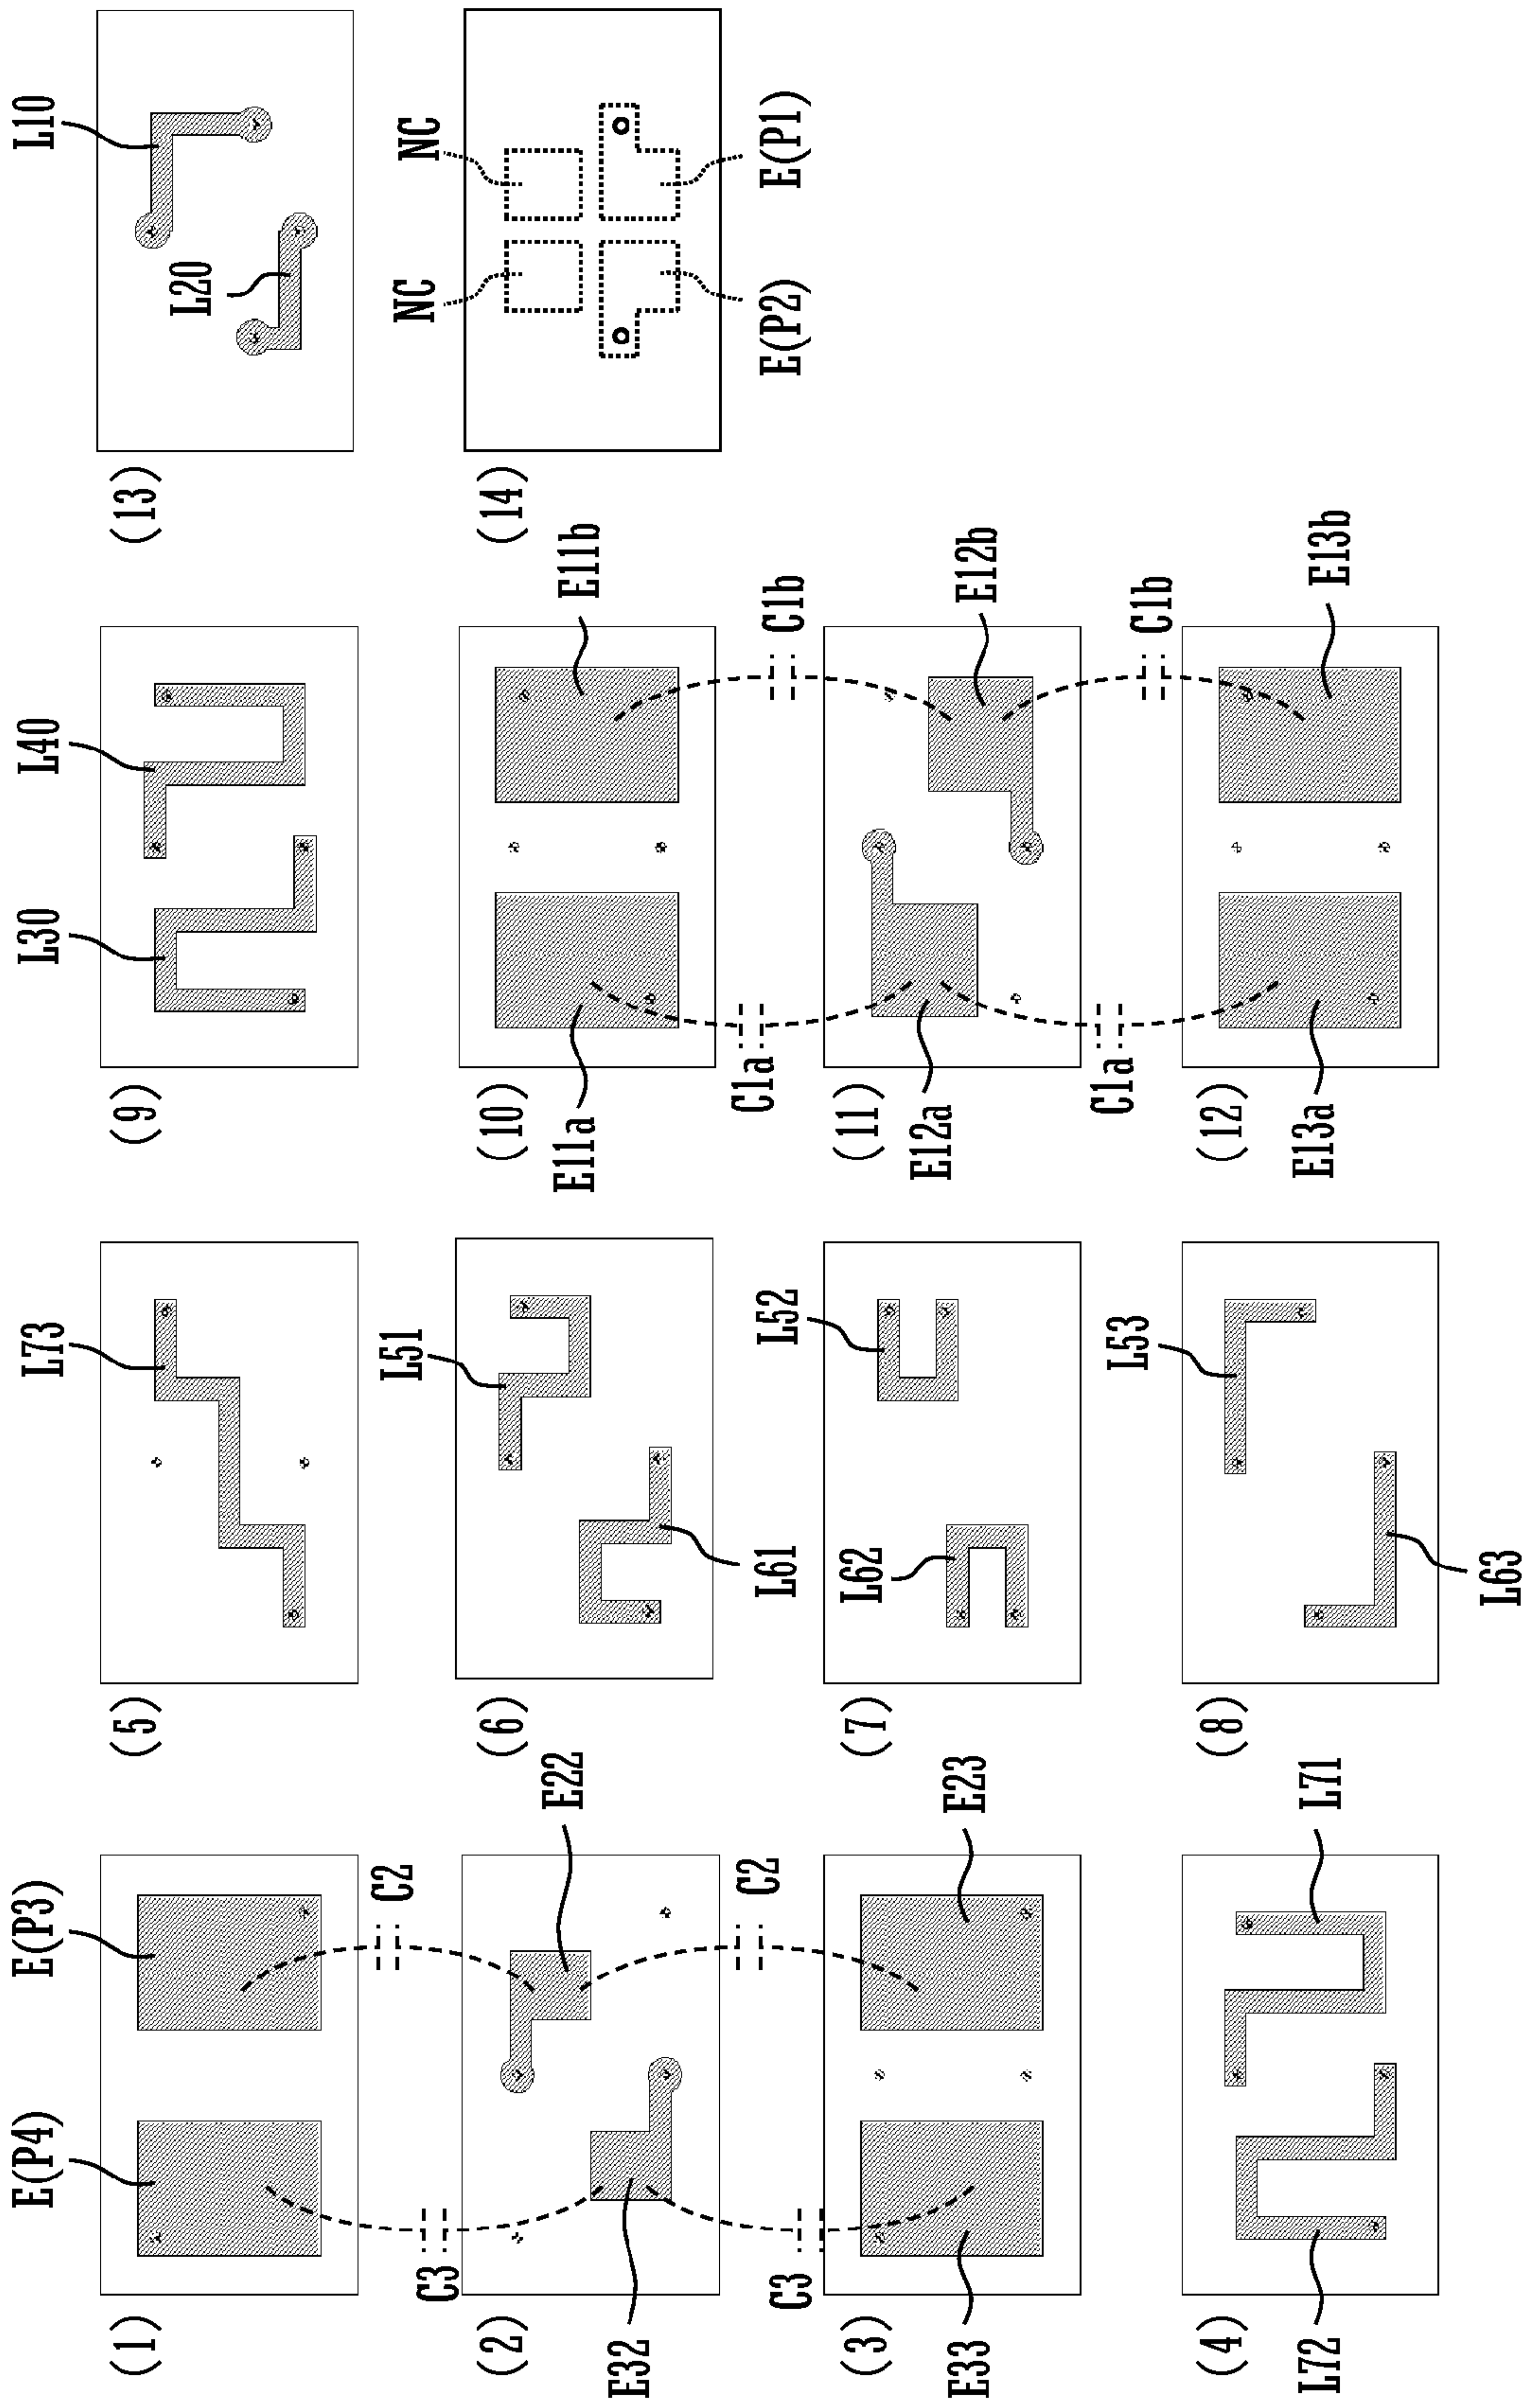 (1)
E(P4)
E(P3)
C3
C2
(2)
E32
E22
C3
C2
(3)
E33
E23
(4)
L72
L71
(5)
L73
(6)
L51
L61
(7)
L52
L62
(8)
L53
L63
(9)
L30
L40
(10)
E11a
E11b
C1a
C1b
(11)
E12a
E12b
C1a
C1b
(12)
E13a
E13b
(13)
L10
L20
(14)
NC
NC
E(P2)
E(P1)